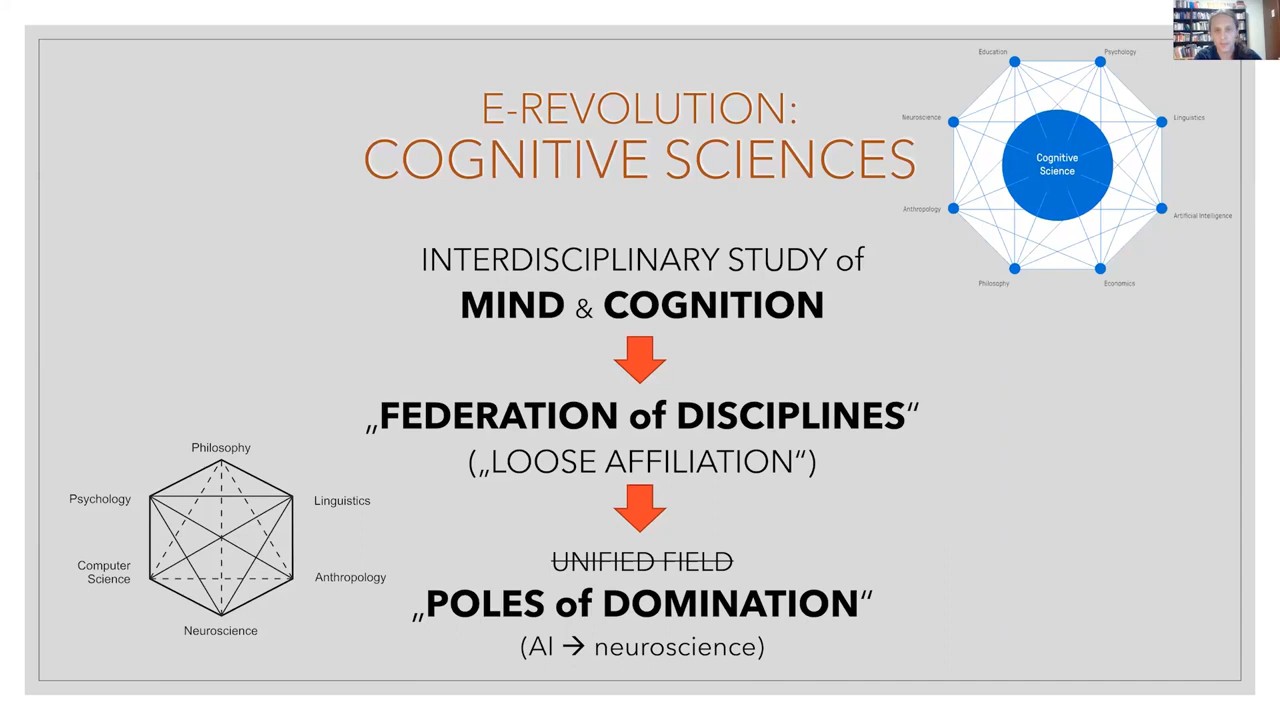 E-REVOLUTION:
COGNITIVE SCIENCES
INTERDISCIPLINARY STUDY of
MIND & COGNITION
„FEDERATION of DISCIPLINES“
(„LOOSE AFFILIATION“)
UNIFIED FIELD
„POLES of DOMINATION“
(AI → neuroscience)
Education
Psychology
Neuroscience
Linguistics
Cognitive
Science
Anthropology
Artificial Intelligence
Philosophy
Economics
Philosophy
Psychology
Linguistics
Computer
Science
Anthropology
Neuroscience